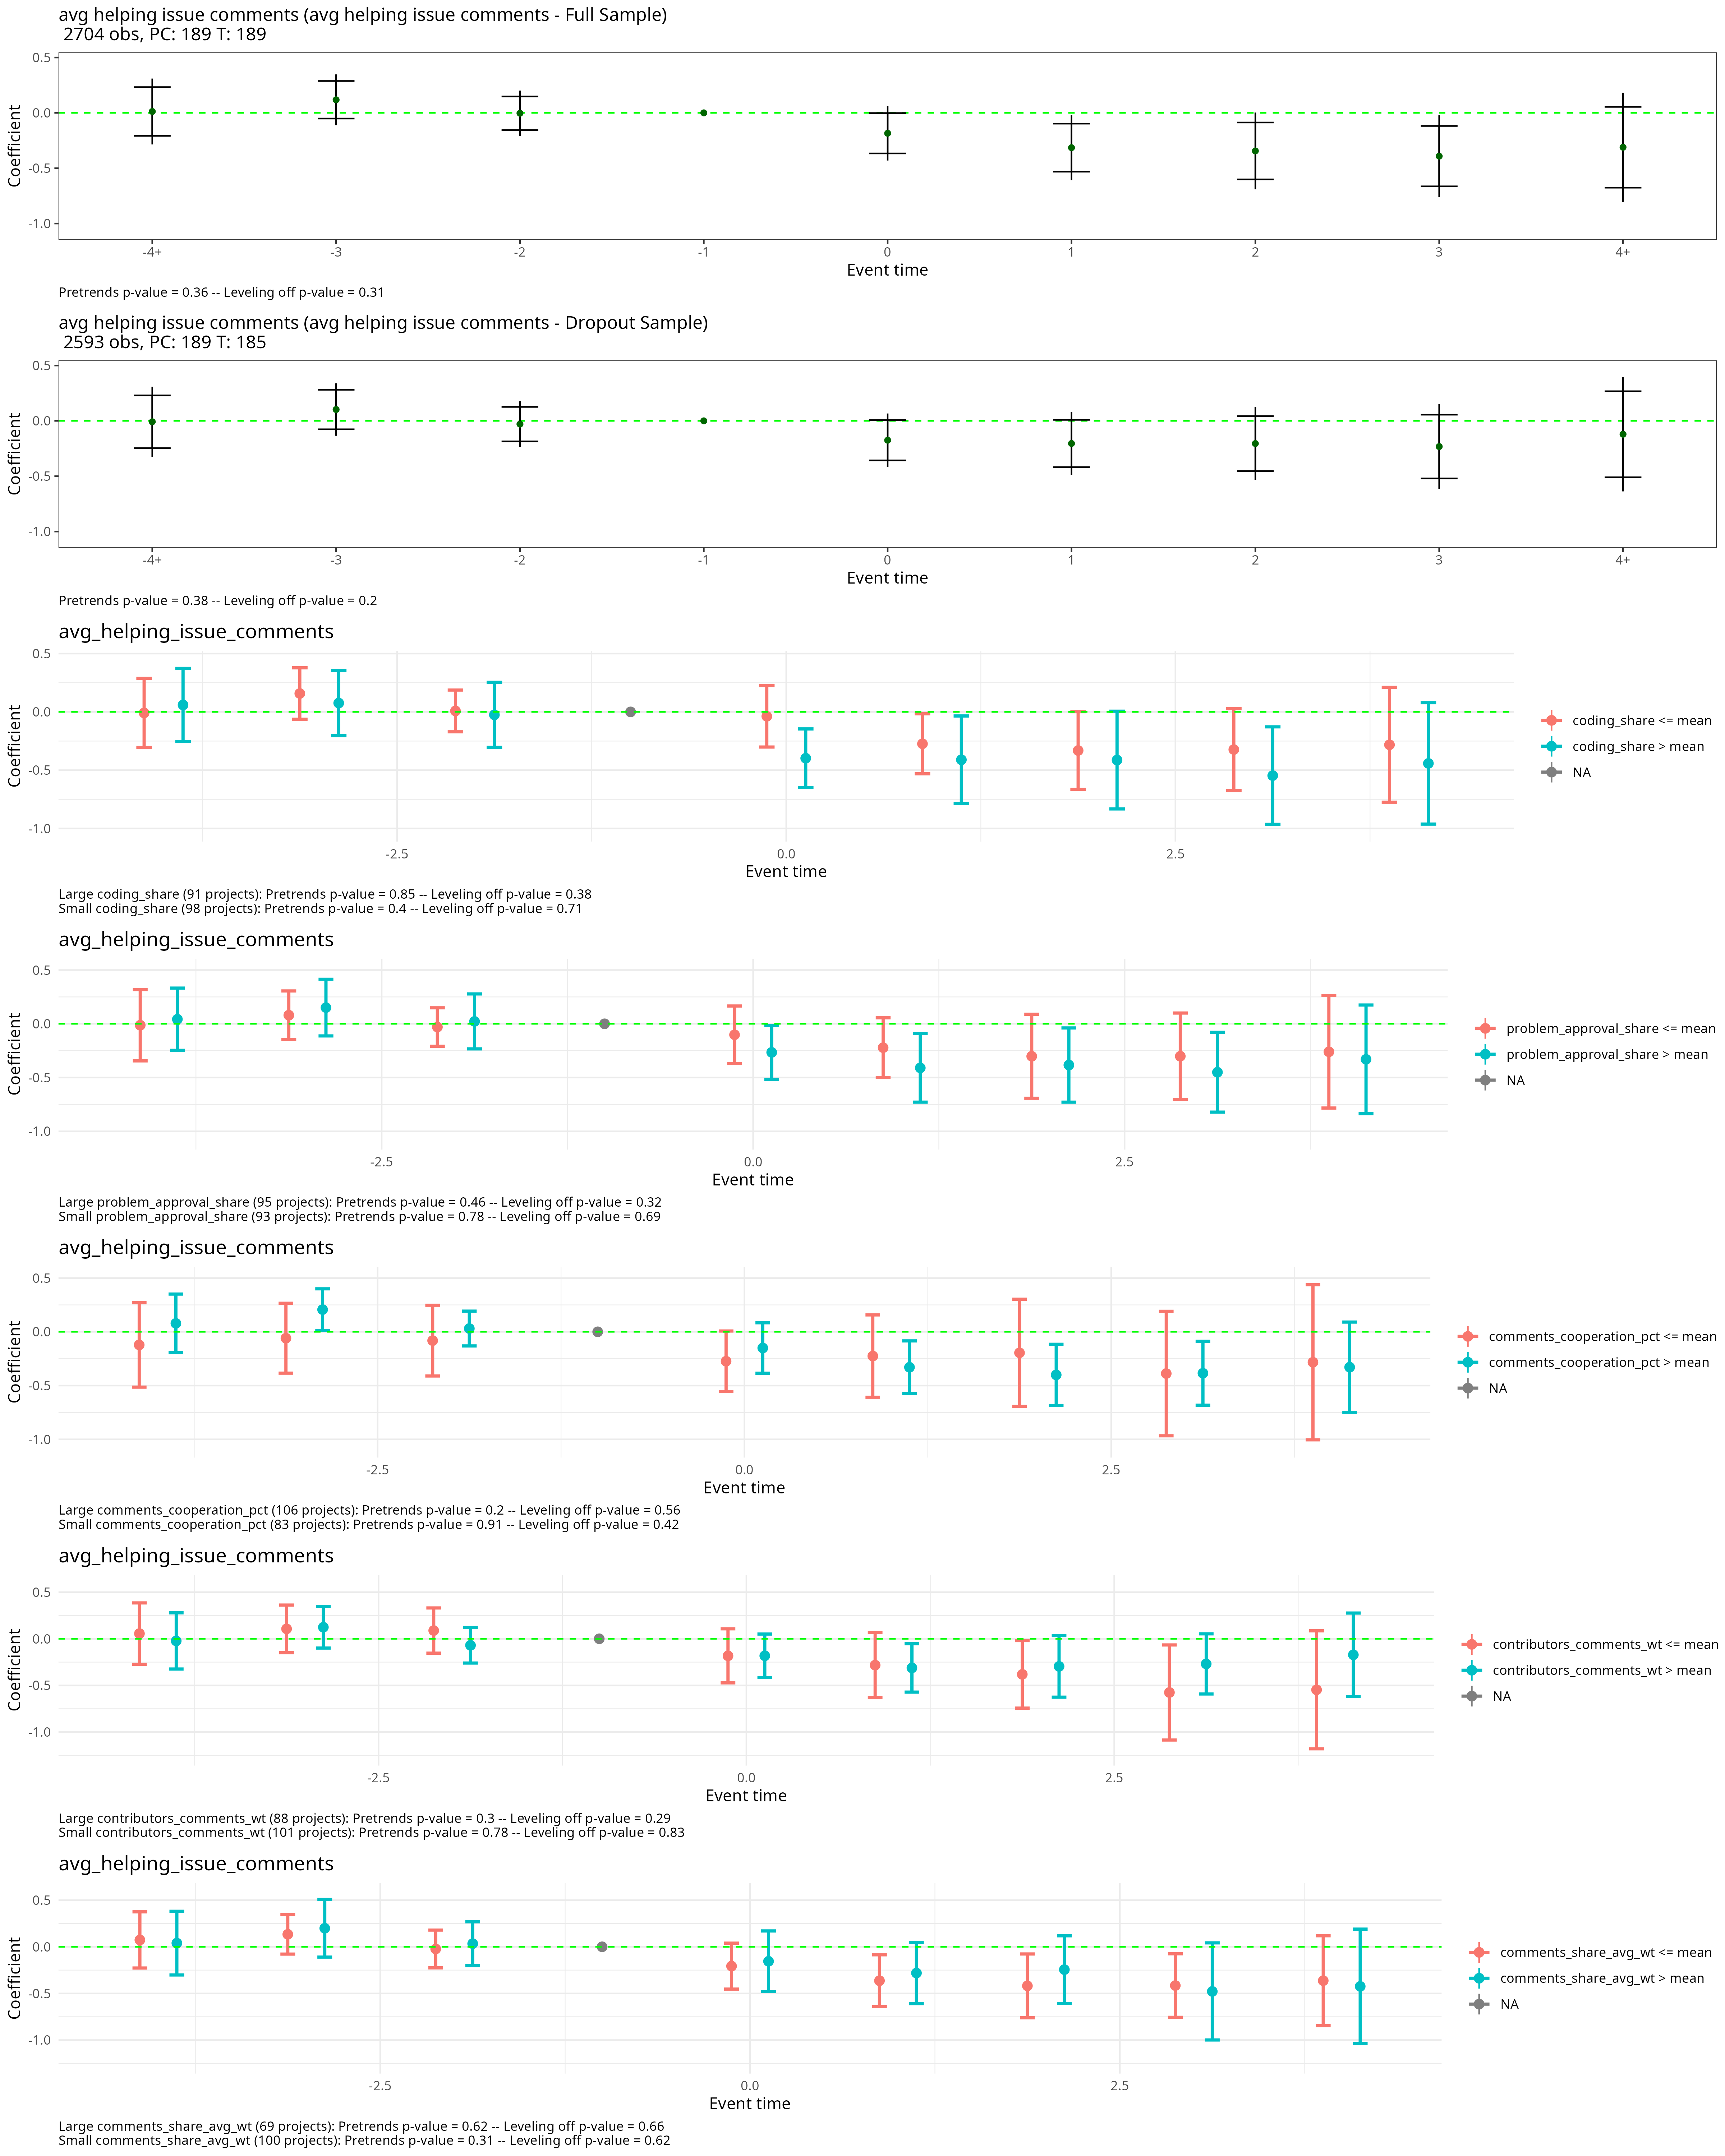 avg helping issue comments (avg helping issue comments - Full Sample)
2704 obs, PC: 189 T: 189
0.5
0.0
-0.5
-1.0
Coefficient
-4+ -3 -2 -1 0 1 2 3 4+
Event time
Pretrends p-value = 0.36 -- Leveling off p-value = 0.31
avg helping issue comments (avg helping issue comments - Dropout Sample)
2593 obs, PC: 189 T: 185
0.5
0.0
-0.5
-1.0
Coefficient
-4+ -3 -2 -1 0 1 2 3 4+
Event time
Pretrends p-value = 0.38 -- Leveling off p-value = 0.2
avg_helping_issue_comments
0.5
0.0
-0.5
-1.0
Coefficient
-2.5 0.0 2.5
Event time
coding_share <= mean
coding_share > mean
NA
Large coding_share (91 projects): Pretrends p-value = 0.85 -- Leveling off p-value = 0.38
Small coding_share (98 projects): Pretrends p-value = 0.4 -- Leveling off p-value = 0.71
avg_helping_issue_comments
0.5
0.0
-0.5
-1.0
Coefficient
-2.5 0.0 2.5
Event time
problem_approval_share <= mean
problem_approval_share > mean
NA
Large problem_approval_share (95 projects): Pretrends p-value = 0.46 -- Leveling off p-value = 0.32
Small problem_approval_share (93 projects): Pretrends p-value = 0.78 -- Leveling off p-value = 0.69
avg_helping_issue_comments
0.5
0.0
-0.5
-1.0
Coefficient
-2.5 0.0 2.5
Event time
comments_cooperation_pct <= mean
comments_cooperation_pct > mean
NA
Large comments_cooperation_pct (106 projects): Pretrends p-value = 0.2 -- Leveling off p-value = 0.56
Small comments_cooperation_pct (83 projects): Pretrends p-value = 0.91 -- Leveling off p-value = 0.42
avg_helping_issue_comments
0.5
0.0
-0.5
-1.0
Coefficient
-2.5 0.0 2.5
Event time
contributors_comments_wt <= mean
contributors_comments_wt > mean
NA
Large contributors_comments_wt (88 projects): Pretrends p-value = 0.3 -- Leveling off p-value = 0.29
Small contributors_comments_wt (101 projects): Pretrends p-value = 0.78 -- Leveling off p-value = 0.83
avg_helping_issue_comments
0.5
0.0
-0.5
-1.0
Coefficient
-2.5 0.0 2.5
Event time
comments_share_avg_wt <= mean
comments_share_avg_wt > mean
NA
Large comments_share_avg_wt (69 projects): Pretrends p-value = 0.62 -- Leveling off p-value = 0.66
Small comments_share_avg_wt (100 projects): Pretrends p-value = 0.31 -- Leveling off p-value = 0.62